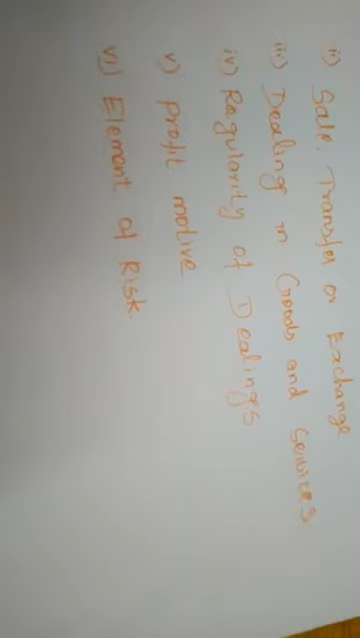 ii) Sale, Transfer or Exchange
iii) Dealing in Goods and Services
iv) Regularity of Dealings
v) Profit motive
vi) Element of Risk.